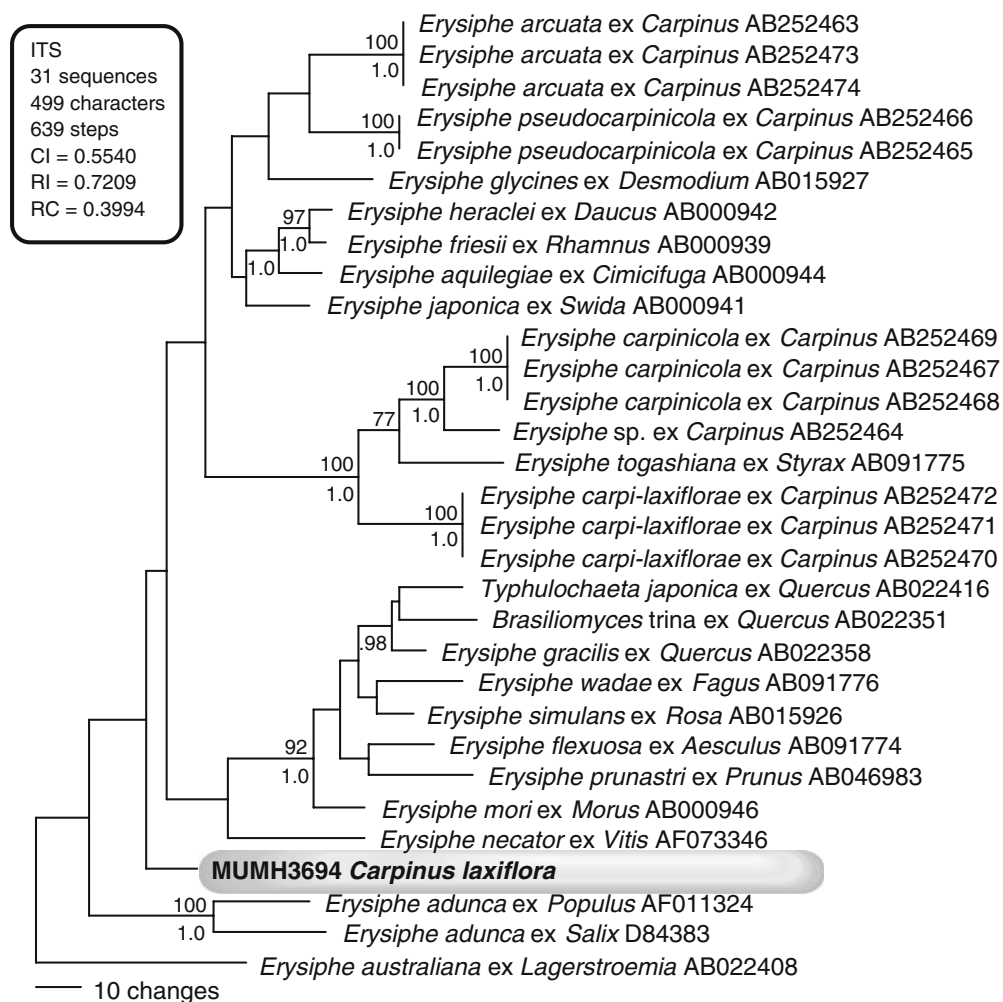 ITS
31 sequences
499 characters
639 steps
CI = 0.5540
RI = 0.7209
RC = 0.3994
Erysiphe arcuata ex Carpinus AB252463
100
Erysiphe arcuata ex Carpinus AB252473
1.0
Erysiphe arcuata ex Carpinus AB252474
100
Erysiphe pseudocarpinicola ex Carpinus AB252466
1.0
Erysiphe pseudocarpinicola ex Carpinus AB252465
Erysiphe glycines ex Desmodium AB015927
97
Erysiphe heraclei ex Daucus AB000942
1.0
Erysiphe friesii ex Rhamnus AB000939
1.0
Erysiphe aquilegiae ex Cimicifuga AB000944
Erysiphe japonica ex Swida AB000941
Erysiphe carpinicola ex Carpinus AB252469
100
Erysiphe carpinicola ex Carpinus AB252467
1.0
Erysiphe carpinicola ex Carpinus AB252468
100
1.0
77
Erysiphe sp. ex Carpinus AB252464
100
1.0
Erysiphe togashiana ex Styrax AB091775
Erysiphe carpi-laxiflorae ex Carpinus AB252472
100
Erysiphe carpi-laxiflorae ex Carpinus AB252471
1.0
Erysiphe carpi-laxiflorae ex Carpinus AB252470
Typhulochaeta japonica ex Quercus AB022416
Brasiliomyces trina ex Quercus AB022351
.98
Erysiphe gracilis ex Quercus AB022358
Erysiphe wadae ex Fagus AB091776
Erysiphe simulans ex Rosa AB015926
Erysiphe flexuosa ex Aesculus AB091774
92
1.0
Erysiphe prunastri ex Prunus AB046983
Erysiphe mori ex Morus AB000946
Erysiphe necator ex Vitis AF073346
MUMH3694 Carpinus laxiflora
100
Erysiphe adunca ex Populus AF011324
1.0
Erysiphe adunca ex Salix D84383
Erysiphe australiana ex Lagerstroemia AB022408
10 changes